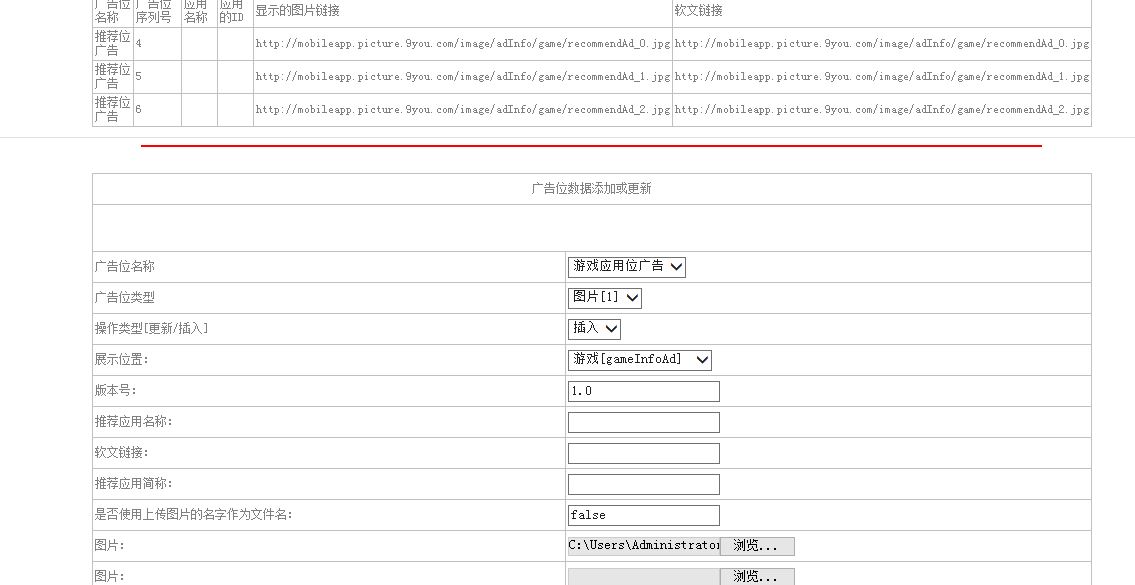 广告位 广告位 应用 应用 显示的图片链接 软文链接
名称 序列号 名称 的ID
推荐位
广告 4 http://mobileapp.picture.9you.com/image/adInfo/game/recommendAd_0.jpg http://mobileapp.picture.9you.com/image/adInfo/game/recommendAd_0.jpg
推荐位
广告 5 http://mobileapp.picture.9you.com/image/adInfo/game/recommendAd_1.jpg http://mobileapp.picture.9you.com/image/adInfo/game/recommendAd_1.jpg
推荐位
广告 6 http://mobileapp.picture.9you.com/image/adInfo/game/recommendAd_2.jpg http://mobileapp.picture.9you.com/image/adInfo/game/recommendAd_2.jpg
广告位数据添加或更新
广告位名称 游戏应用位广告
广告位类型 图片[1]
操作类型[更新/插入] 插入
展示位置: 游戏[gameInfoAd]
版本号: 1.0
推荐应用名称:
软文链接:
推荐应用简称:
是否使用上传图片的名字作为文件名: false
图片: C:\Users\Administrator 浏览...
图片: 浏览...